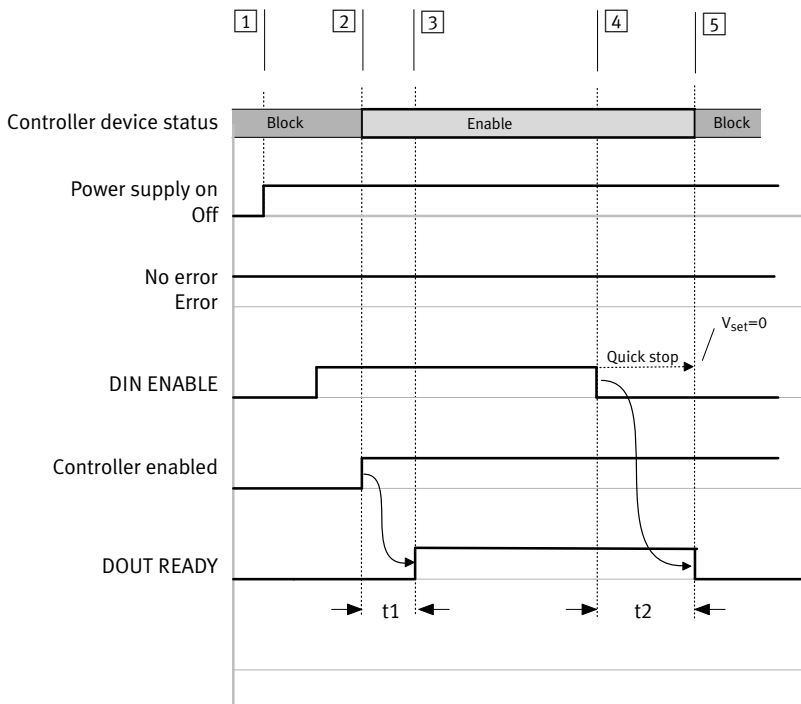 1 2 3 4 5
Controller device status Block Enable Block
Power supply on
Off
No error
Error
Vset=0
Quick stop
DIN ENABLE
Controller enabled
DOUT READY
t1 t2